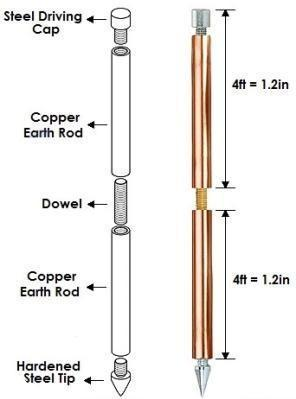 Steel Driving
Cap
4ft = 1.2in
Copper
Earth Rod
Dowel
Copper
Earth Rod
4ft = 1.2in
Hardened
Steel Tip